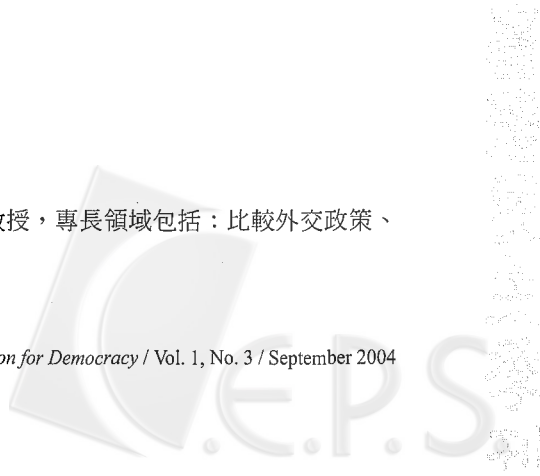 授，專長領域包括：比較外交政策、
on for Democracy / Vol. 1, No. 3 / September 2004
C.E.P.S.